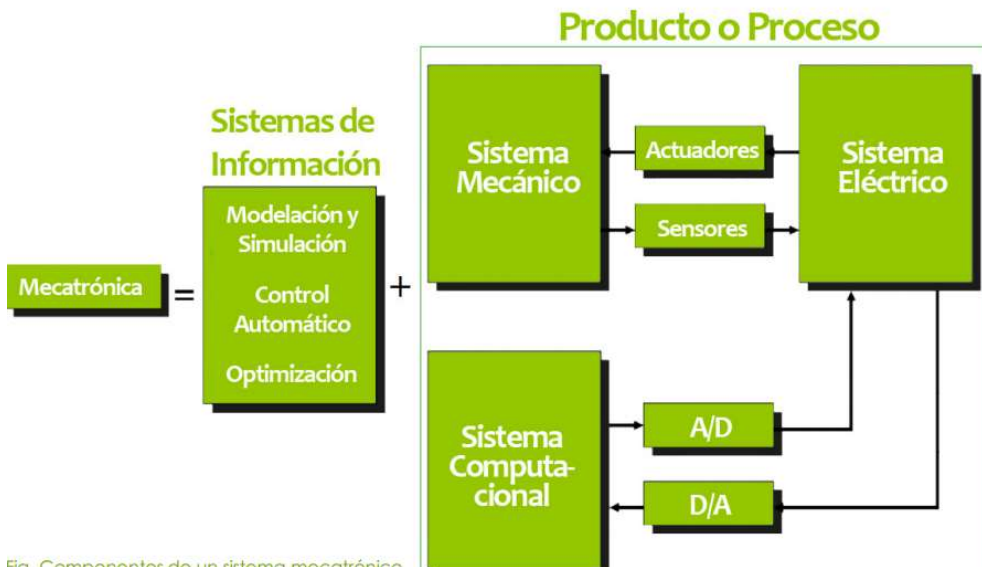 Producto o Proceso
Sistemas de
Información
Mecatrónica
=
Modelación y
Simulación
Control
Automático
Optimización
+
Sistema
Mecánico
Actuadores
Sensores
Sistema
Eléctrico
Sistema
Computa-
cional
A/D
D/A
Fig. Componentes de un sistema mecatrónico